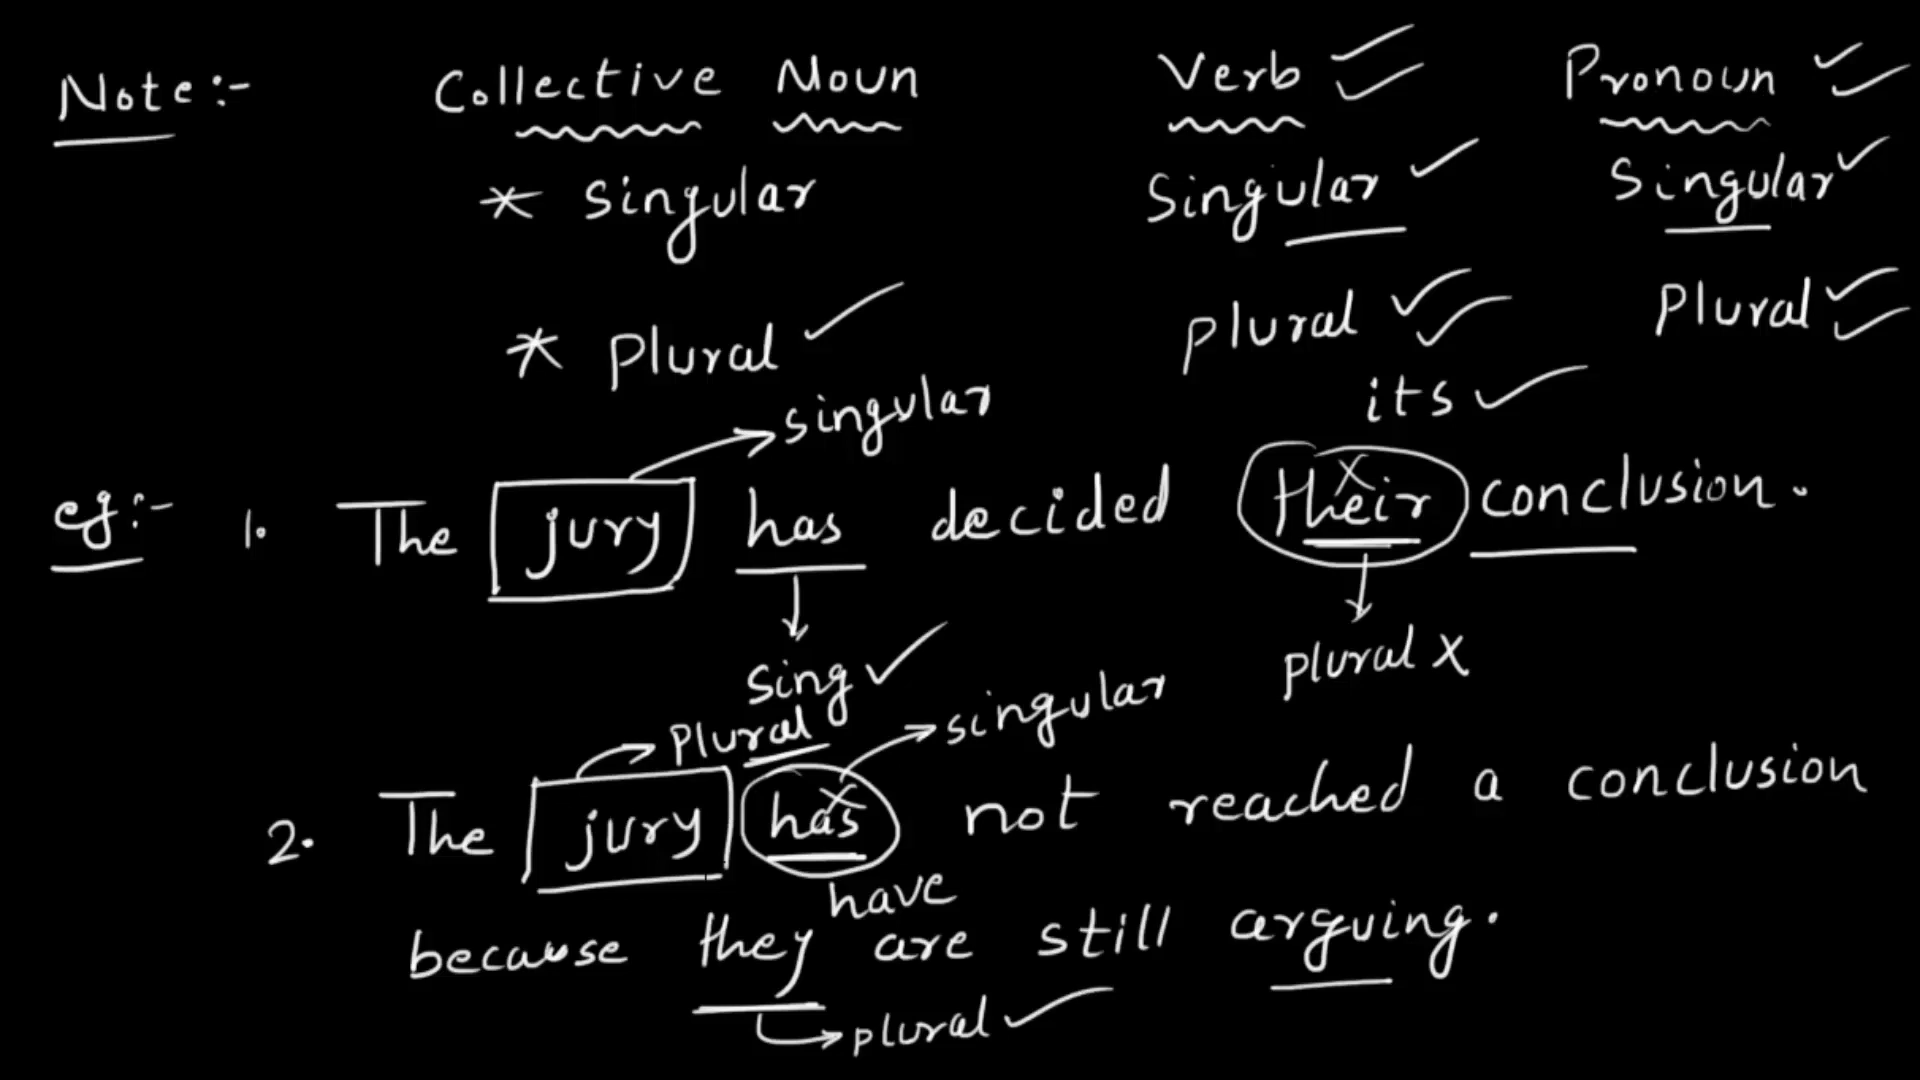 Note:- Collective Noun Verb Pronoun
* Singular Singular Singular
* Plural Plural Plural
singular its
eg:- 1. The jury has decided their conclusion.
sing plural x
plural singular
2. The jury has not reached a conclusion
have
because they are still arguing.
plural